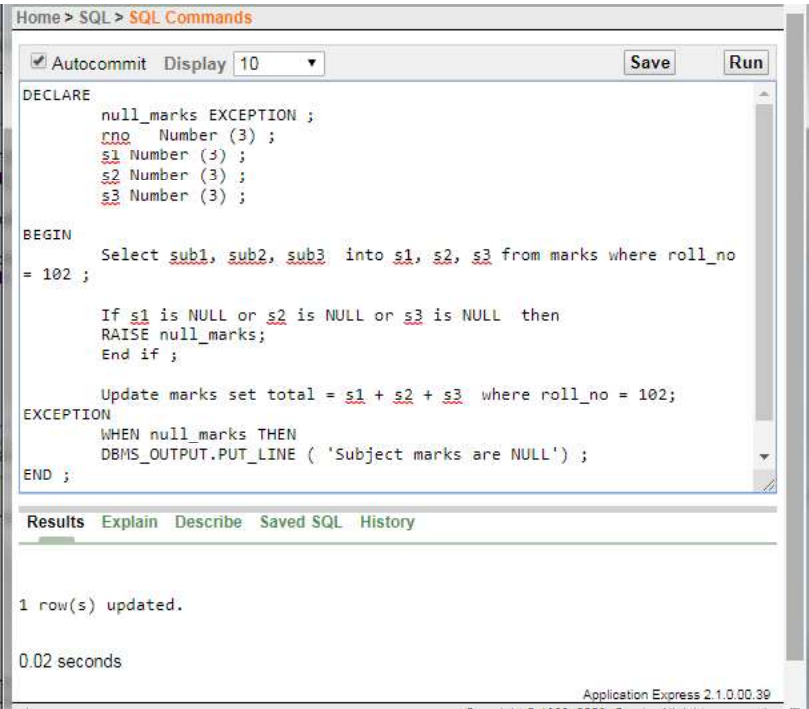 Home > SQL > SQL Commands
Autocommit Display 10 Save Run
DECLARE
null_marks EXCEPTION ;
rno Number (3) ;
s1 Number (3) ;
s2 Number (3) ;
s3 Number (3) ;
BEGIN
Select sub1, sub2, sub3 into s1, s2, s3 from marks where roll_no
= 102 ;
If s1 is NULL or s2 is NULL or s3 is NULL then
RAISE null_marks;
End if ;
Update marks set total = s1 + s2 + s3 where roll_no = 102;
EXCEPTION
WHEN null_marks THEN
DBMS_OUTPUT.PUT_LINE ( 'Subject marks are NULL') ;
END ;
Results Explain Describe Saved SQL History
1 row(s) updated.
0.02 seconds
Application Express 2.1.0.00.39